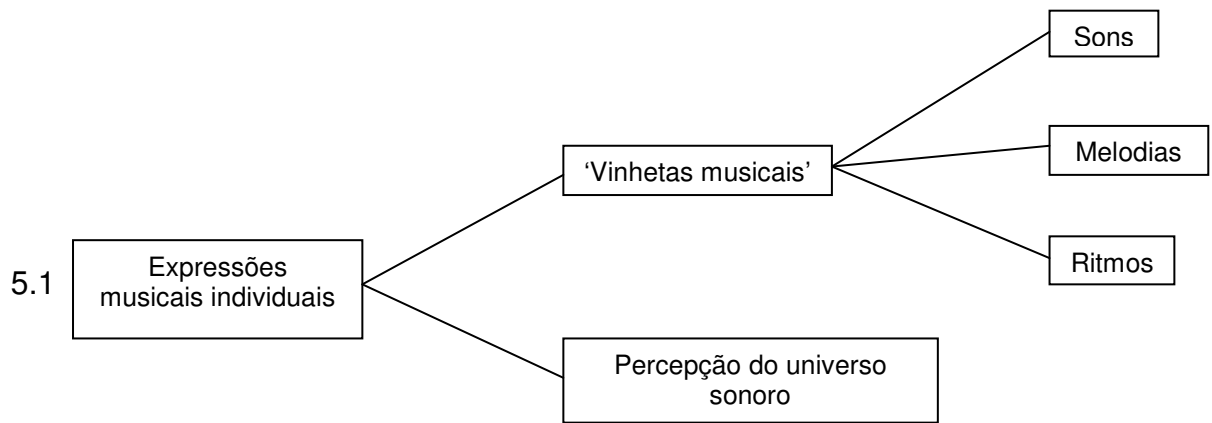 Sons
‘Vinhetas musicais’
Melodias
Ritmos
5.1
Expressões
musicais individuais
Percepção do universo
sonoro